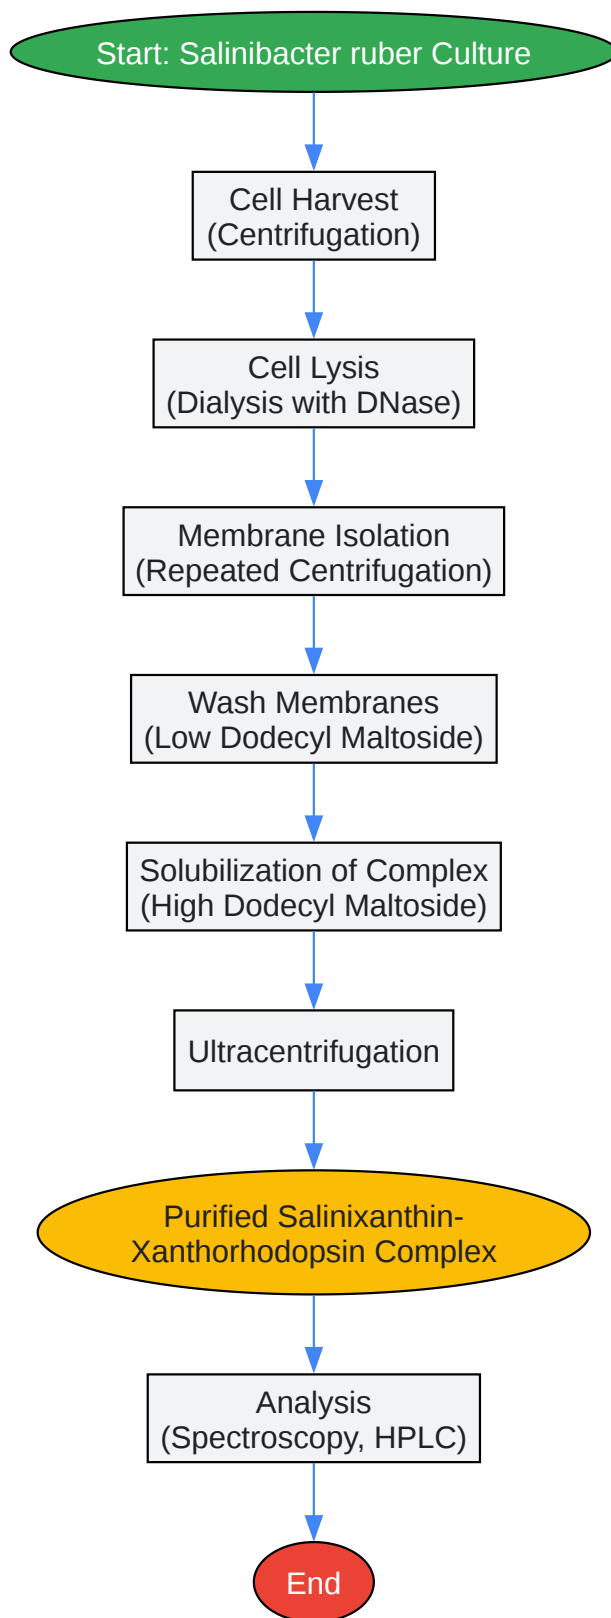 Start: Salinibacter ruber Culture
Cell Harvest
(Centrifugation)
Cell Lysis
(Dialysis with DNase)
Membrane Isolation
(Repeated Centrifugation)
Wash Membranes
(Low Dodecyl Maltoside)
Solubilization of Complex
(High Dodecyl Maltoside)
Ultracentrifugation
Purified Salinixanthin-
Xanthorhodopsin Complex
Analysis
(Spectroscopy, HPLC)
End